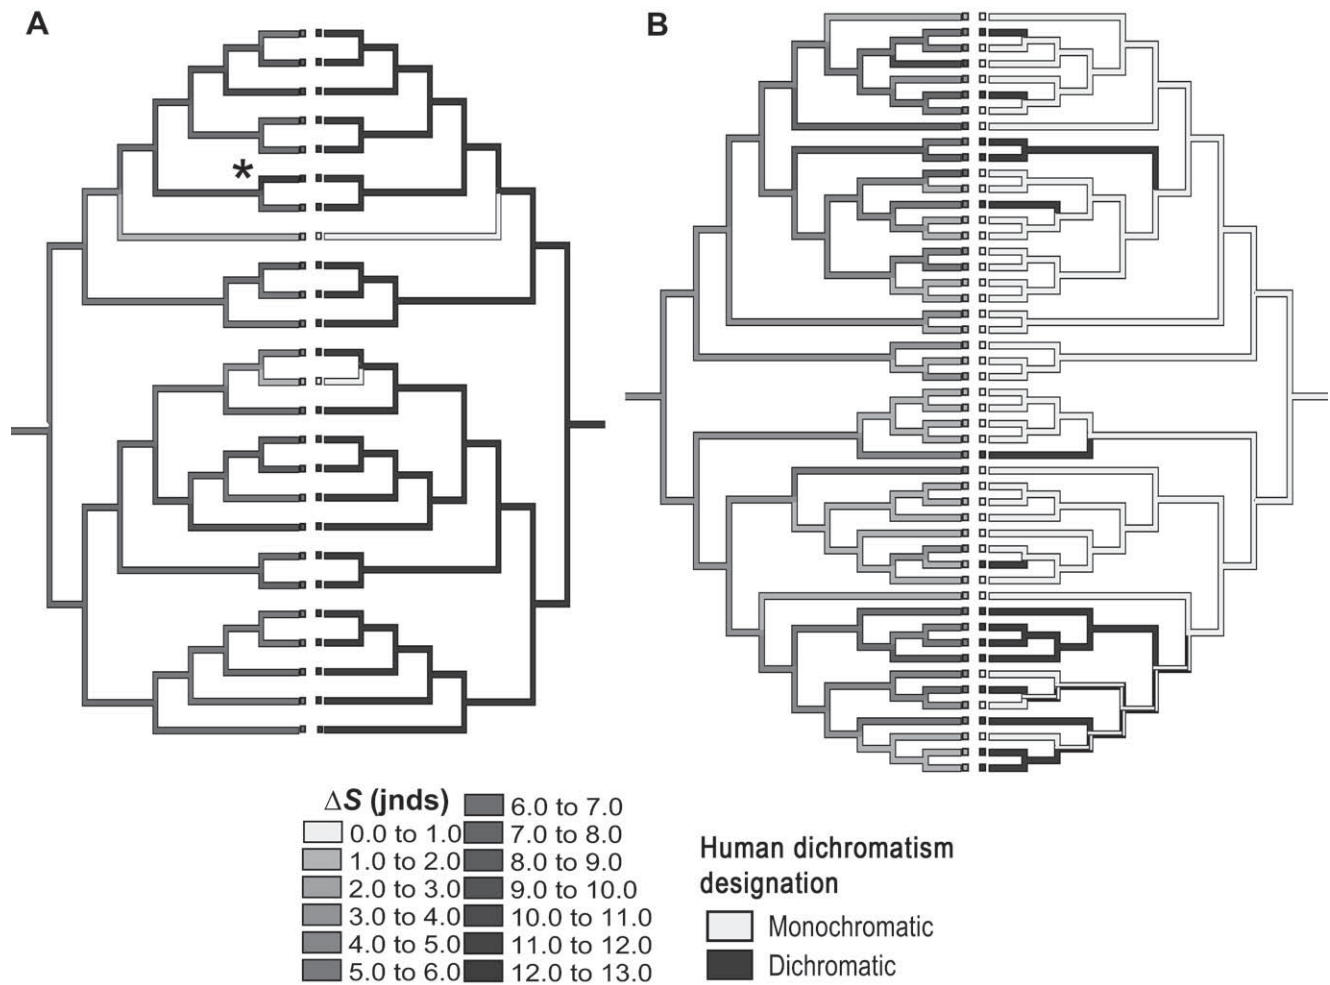 A
B
*
ΔS (jnds)
0.0 to 1.0
1.0 to 2.0
2.0 to 3.0
3.0 to 4.0
4.0 to 5.0
5.0 to 6.0
6.0 to 7.0
7.0 to 8.0
8.0 to 9.0
9.0 to 10.0
10.0 to 11.0
11.0 to 12.0
12.0 to 13.0
Human dichromatism
designation
Monochromatic
Dichromatic